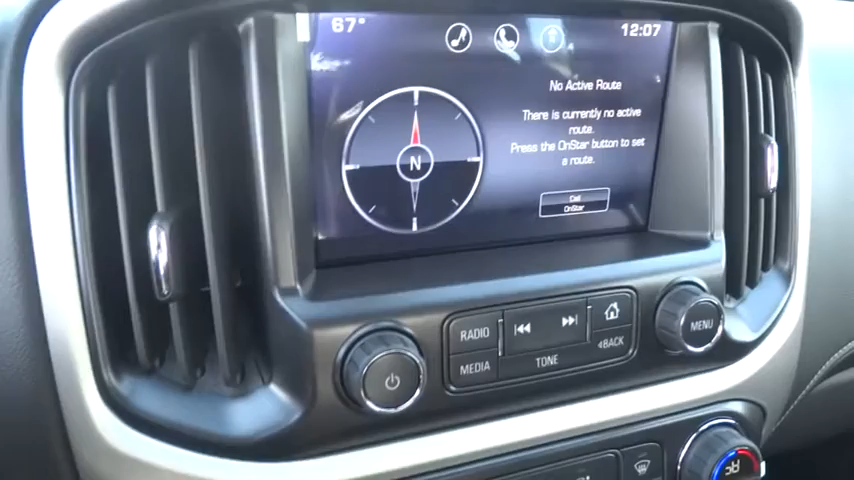 67°
12:07
No Active Route
There is currently no active
route.
Press the OnStar button to set
a route.
N
Call
OnStar
RADIO
MEDIA
TONE
BACK
MENU